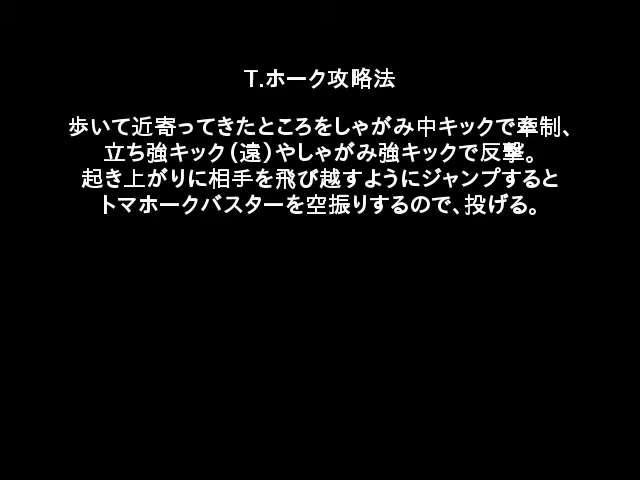 T.ホーク攻略法
歩いて近寄ってきたところをしゃがみ中キックで牽制、
立ち強キック（遠）やしゃがみ強キックで反撃。
起き上がりに相手を飛び越すようにジャンプすると
トマホークバスターを空振りするので、投げる。